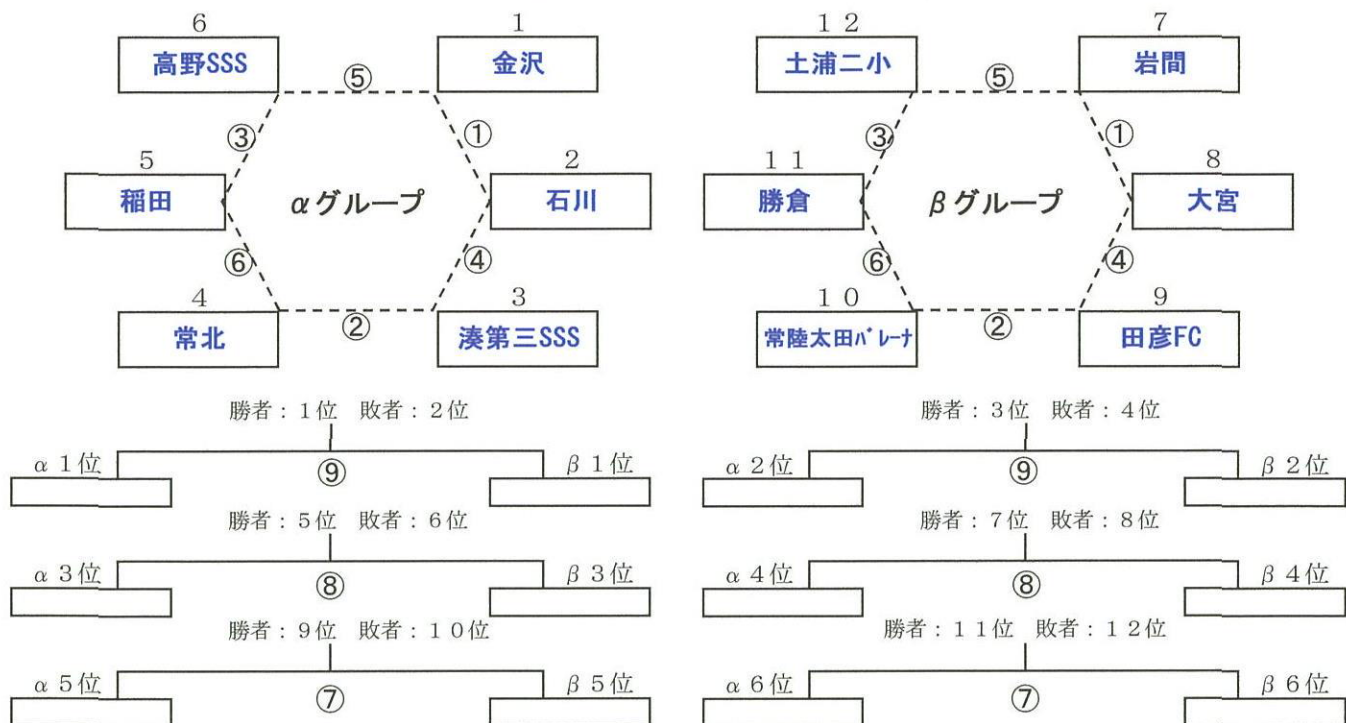 6 1 12 7
高野SSS 金沢 土浦二小 岩間
⑤ ⑤
③ ① ③ ①
5 2 11 8
稲田 αグループ 石川 勝倉 βグループ 大宮
⑥ ④ ⑥ ④
4 3 10 9
② ②
常北 湊第三SSS 常陸太田バレーナ 田彦FC
勝者:1位 敗者:2位 勝者:3位 敗者:4位
α1位 ⑨ β1位 α2位 ⑨ β2位
勝者:5位 敗者:6位 勝者:7位 敗者:8位
α3位 ⑧ β3位 α4位 ⑧ β4位
勝者:9位 敗者:10位 勝者:11位 敗者:12位
α5位 ⑦ β5位 α6位 ⑦ β6位